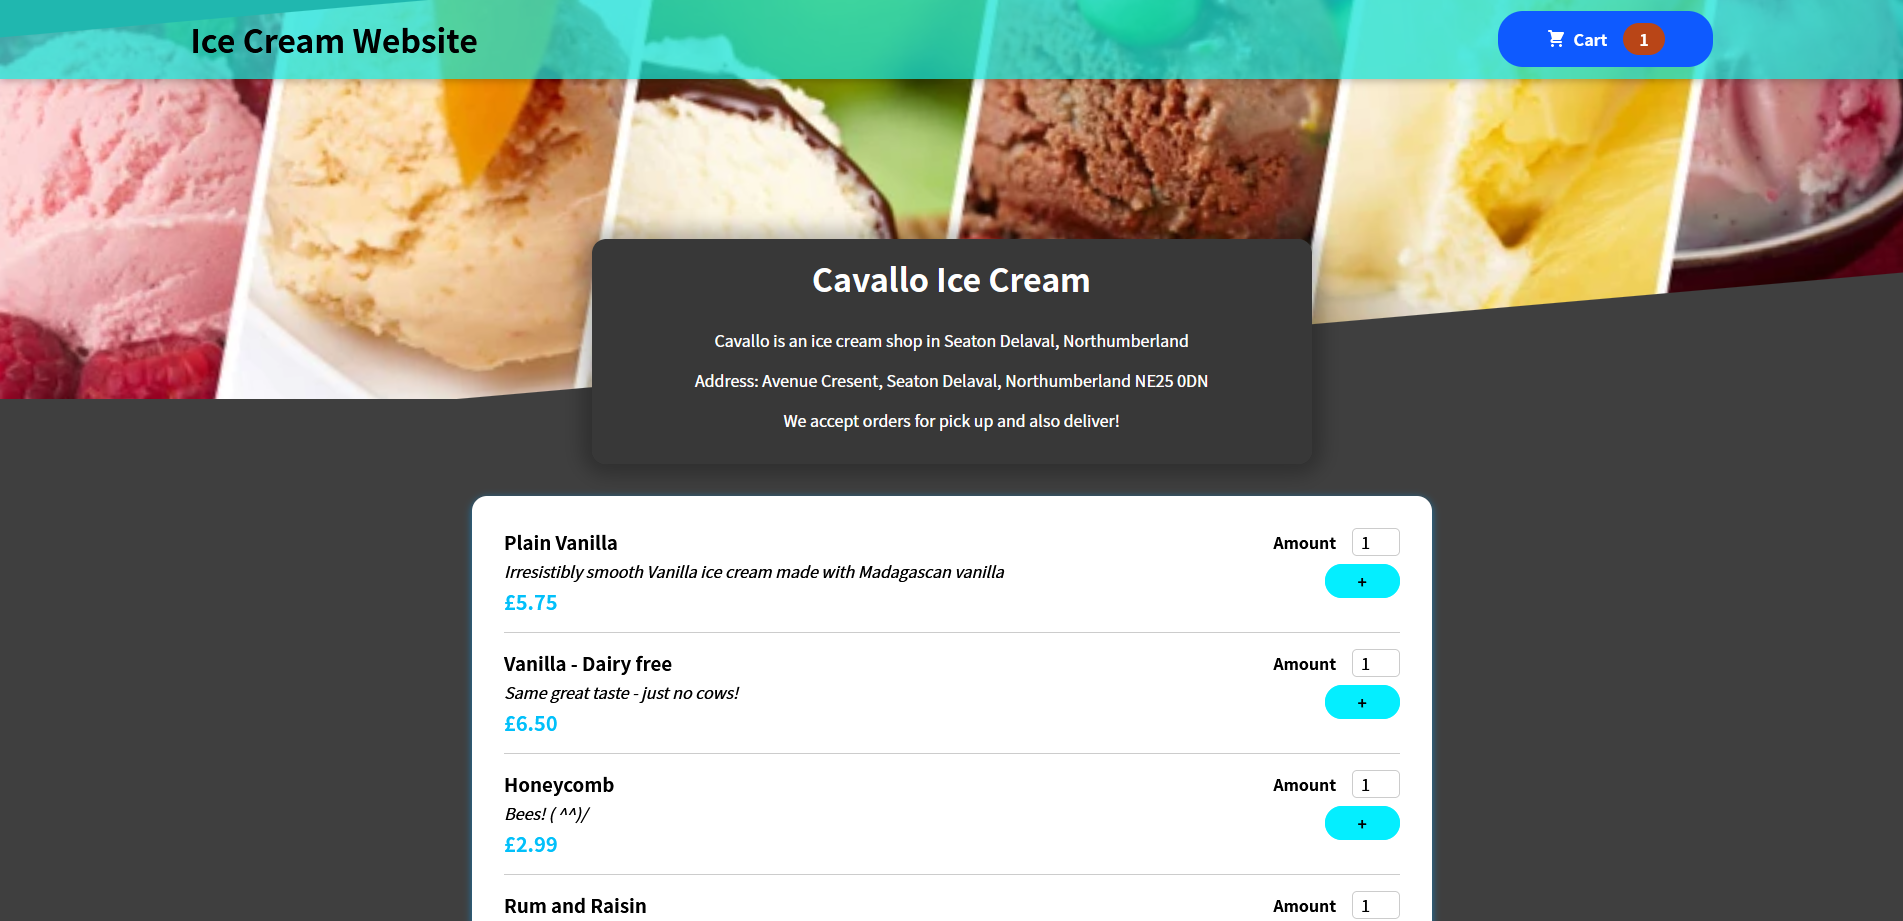 Ice Cream Website
Cart 1
Cavallo Ice Cream
Cavallo is an ice cream shop in Seaton Delaval, Northumberland
Address: Avenue Cresent, Seaton Delaval, Northumberland NE25 0DN
We accept orders for pick up and also deliver!
Plain Vanilla
Amount 1
Irresistibly smooth Vanilla ice cream made with Madagascan vanilla
+
£5.75
Vanilla - Dairy free
Amount 1
Same great taste - just no cows!
+
£6.50
Honeycomb
Amount 1
Bees! ( ^^)/
+
£2.99
Rum and Raisin
Amount 1